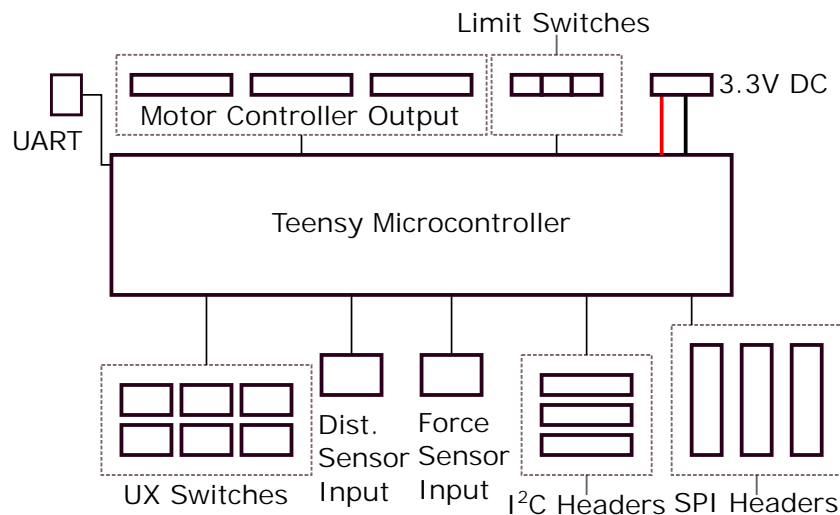 Limit Switches
3.3V DC
Motor Controller Output
UART
Teensy Microcontroller
Dist.
Sensor
Input
Force
Sensor
Input
UX Switches
I²C Headers
SPI Headers